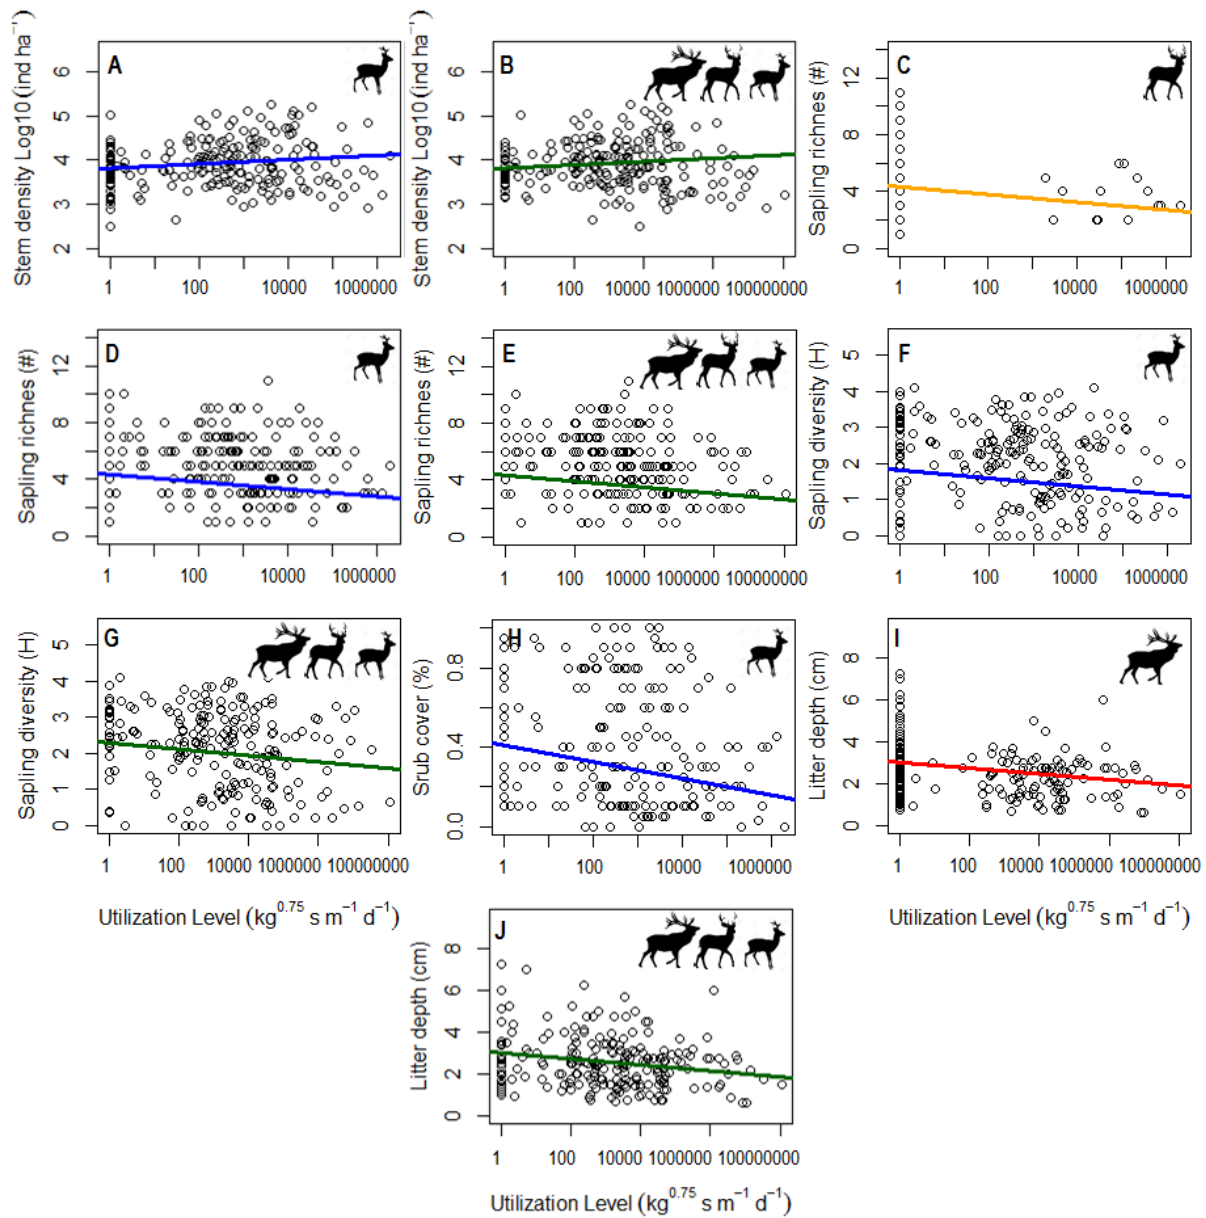 A
Stem density Log10 (ind ha⁻¹)
6
5
4
3
2
1 100 10000 1000000
B
Stem density Log10 (ind ha⁻¹)
6
5
4
3
2
1 100 10000 1000000 100000000
C
Sapling richnes (#)
12
8
4
0
1 100 10000 1000000
D
Sapling richnes (#)
12
8
4
0
1 100 10000 1000000
E
Sapling richnes (#)
12
8
4
0
1 100 10000 1000000 100000000
F
Sapling diversity (H)
5
4
3
2
1
0
1 100 10000 1000000
G
Sapling diversity (H)
5
4
3
2
1
0
1 100 10000 1000000 100000000
Utilization Level (kg^0.75 s m⁻¹ d⁻¹)
H
Srub cover (%)
0.8
0.4
0.0
1 100 10000 1000000
I
Litter depth (cm)
8
6
4
2
0
1 100 10000 1000000 100000000
Utilization Level (kg^0.75 s m⁻¹ d⁻¹)
J
Litter depth (cm)
8
6
4
2
0
1 100 10000 1000000 100000000
Utilization Level (kg^0.75 s m⁻¹ d⁻¹)